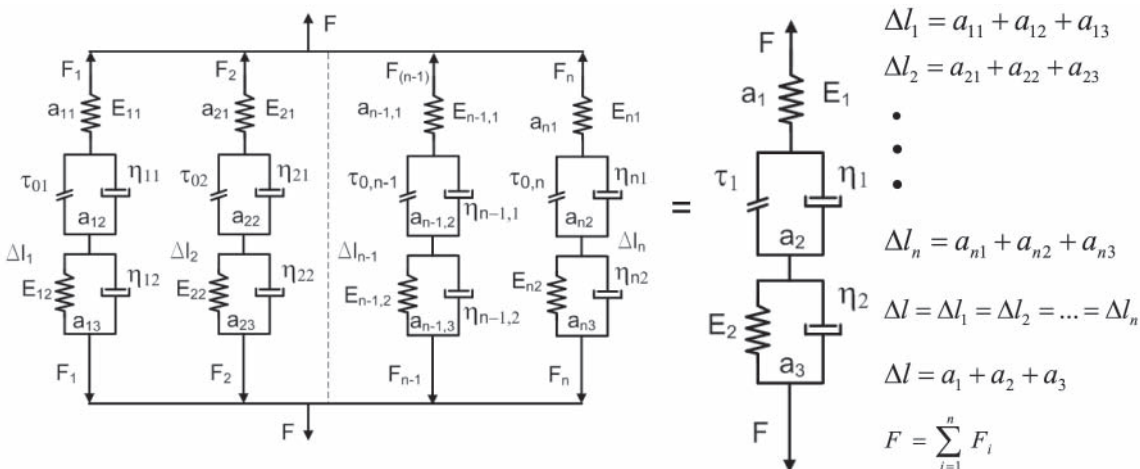 F
F₁ F₂ F₍ₙ₋₁₎ Fₙ
a₁₁ E₁₁ a₂₁ E₂₁ aₙ₋₁,₁ Eₙ₋₁,₁ aₙ₁ Eₙ₁
τ₀₁ η₁₁ τ₀₂ η₂₁ τ₀,ₙ₋₁ ηₙ₋₁,₁ τ₀,ₙ ηₙ₁
a₁₂ a₂₂ aₙ₋₁,₂ aₙ₂
Δl₁ Δl₂ Δlₙ₋₁ Δlₙ
E₁₂ η₁₂ E₂₂ η₂₂ Eₙ₋₁,₂ ηₙ₋₁,₂ Eₙ₂ ηₙ₂
a₁₃ a₂₃ aₙ₋₁,₃ aₙ₃
F₁ F₂ Fₙ₋₁ Fₙ
F
=
F
a₁ E₁
τ₁ η₁
a₂
E₂ η₂
a₃
F
Δl₁ = a₁₁ + a₁₂ + a₁₃
Δl₂ = a₂₁ + a₂₂ + a₂₃
•
•
•
Δlₙ = aₙ₁ + aₙ₂ + aₙ₃
Δl = Δl₁ = Δl₂ = ... = Δlₙ
Δl = a₁ + a₂ + a₃
F = ∑ᵢ₌₁ⁿ Fᵢ